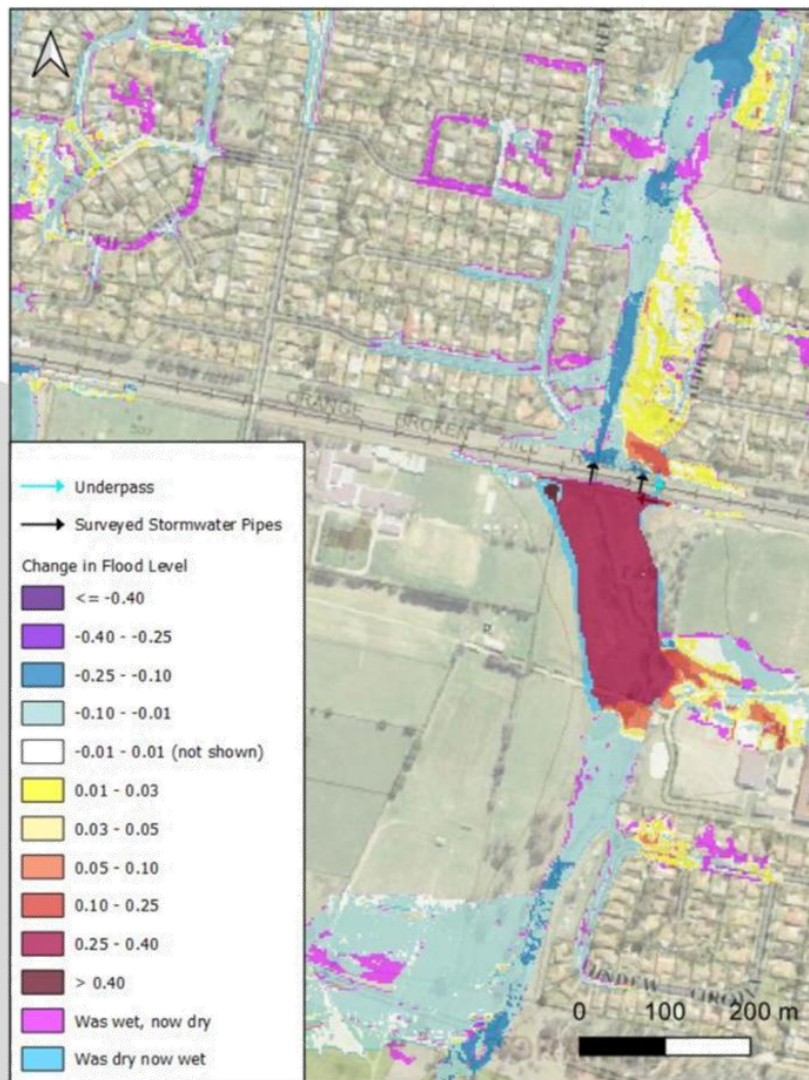 ORANGE BROKEN HILL
Underpass
Surveyed Stormwater Pipes
Change in Flood Level
<= -0.40
-0.40 - -0.25
-0.25 - -0.10
-0.10 - -0.01
-0.01 - 0.01 (not shown)
0.01 - 0.03
0.03 - 0.05
0.05 - 0.10
0.10 - 0.25
0.25 - 0.40
> 0.40
Was wet, now dry
Was dry now wet
0 100 200 m